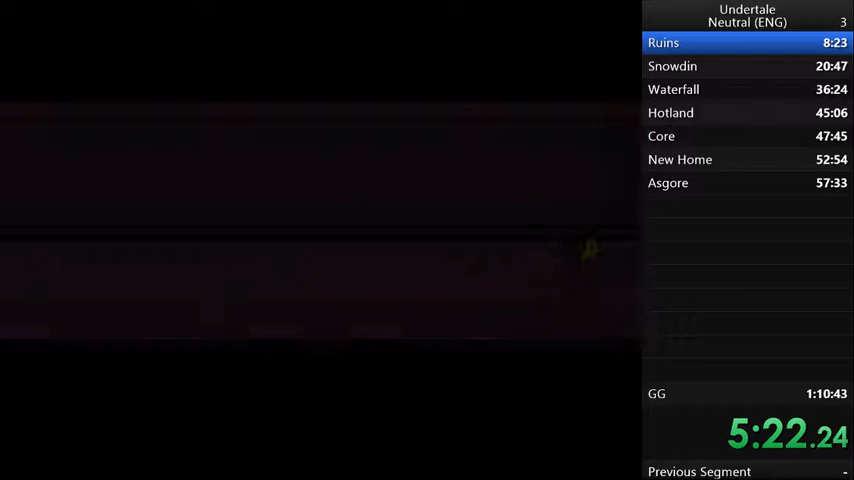 Undertale
Neutral (ENG) 3
Ruins 8:23
Snowdin 20:47
Waterfall 36:24
Hotland 45:06
Core 47:45
New Home 52:54
Asgore 57:33
GG 1:10:43
5:22.24
Previous Segment -